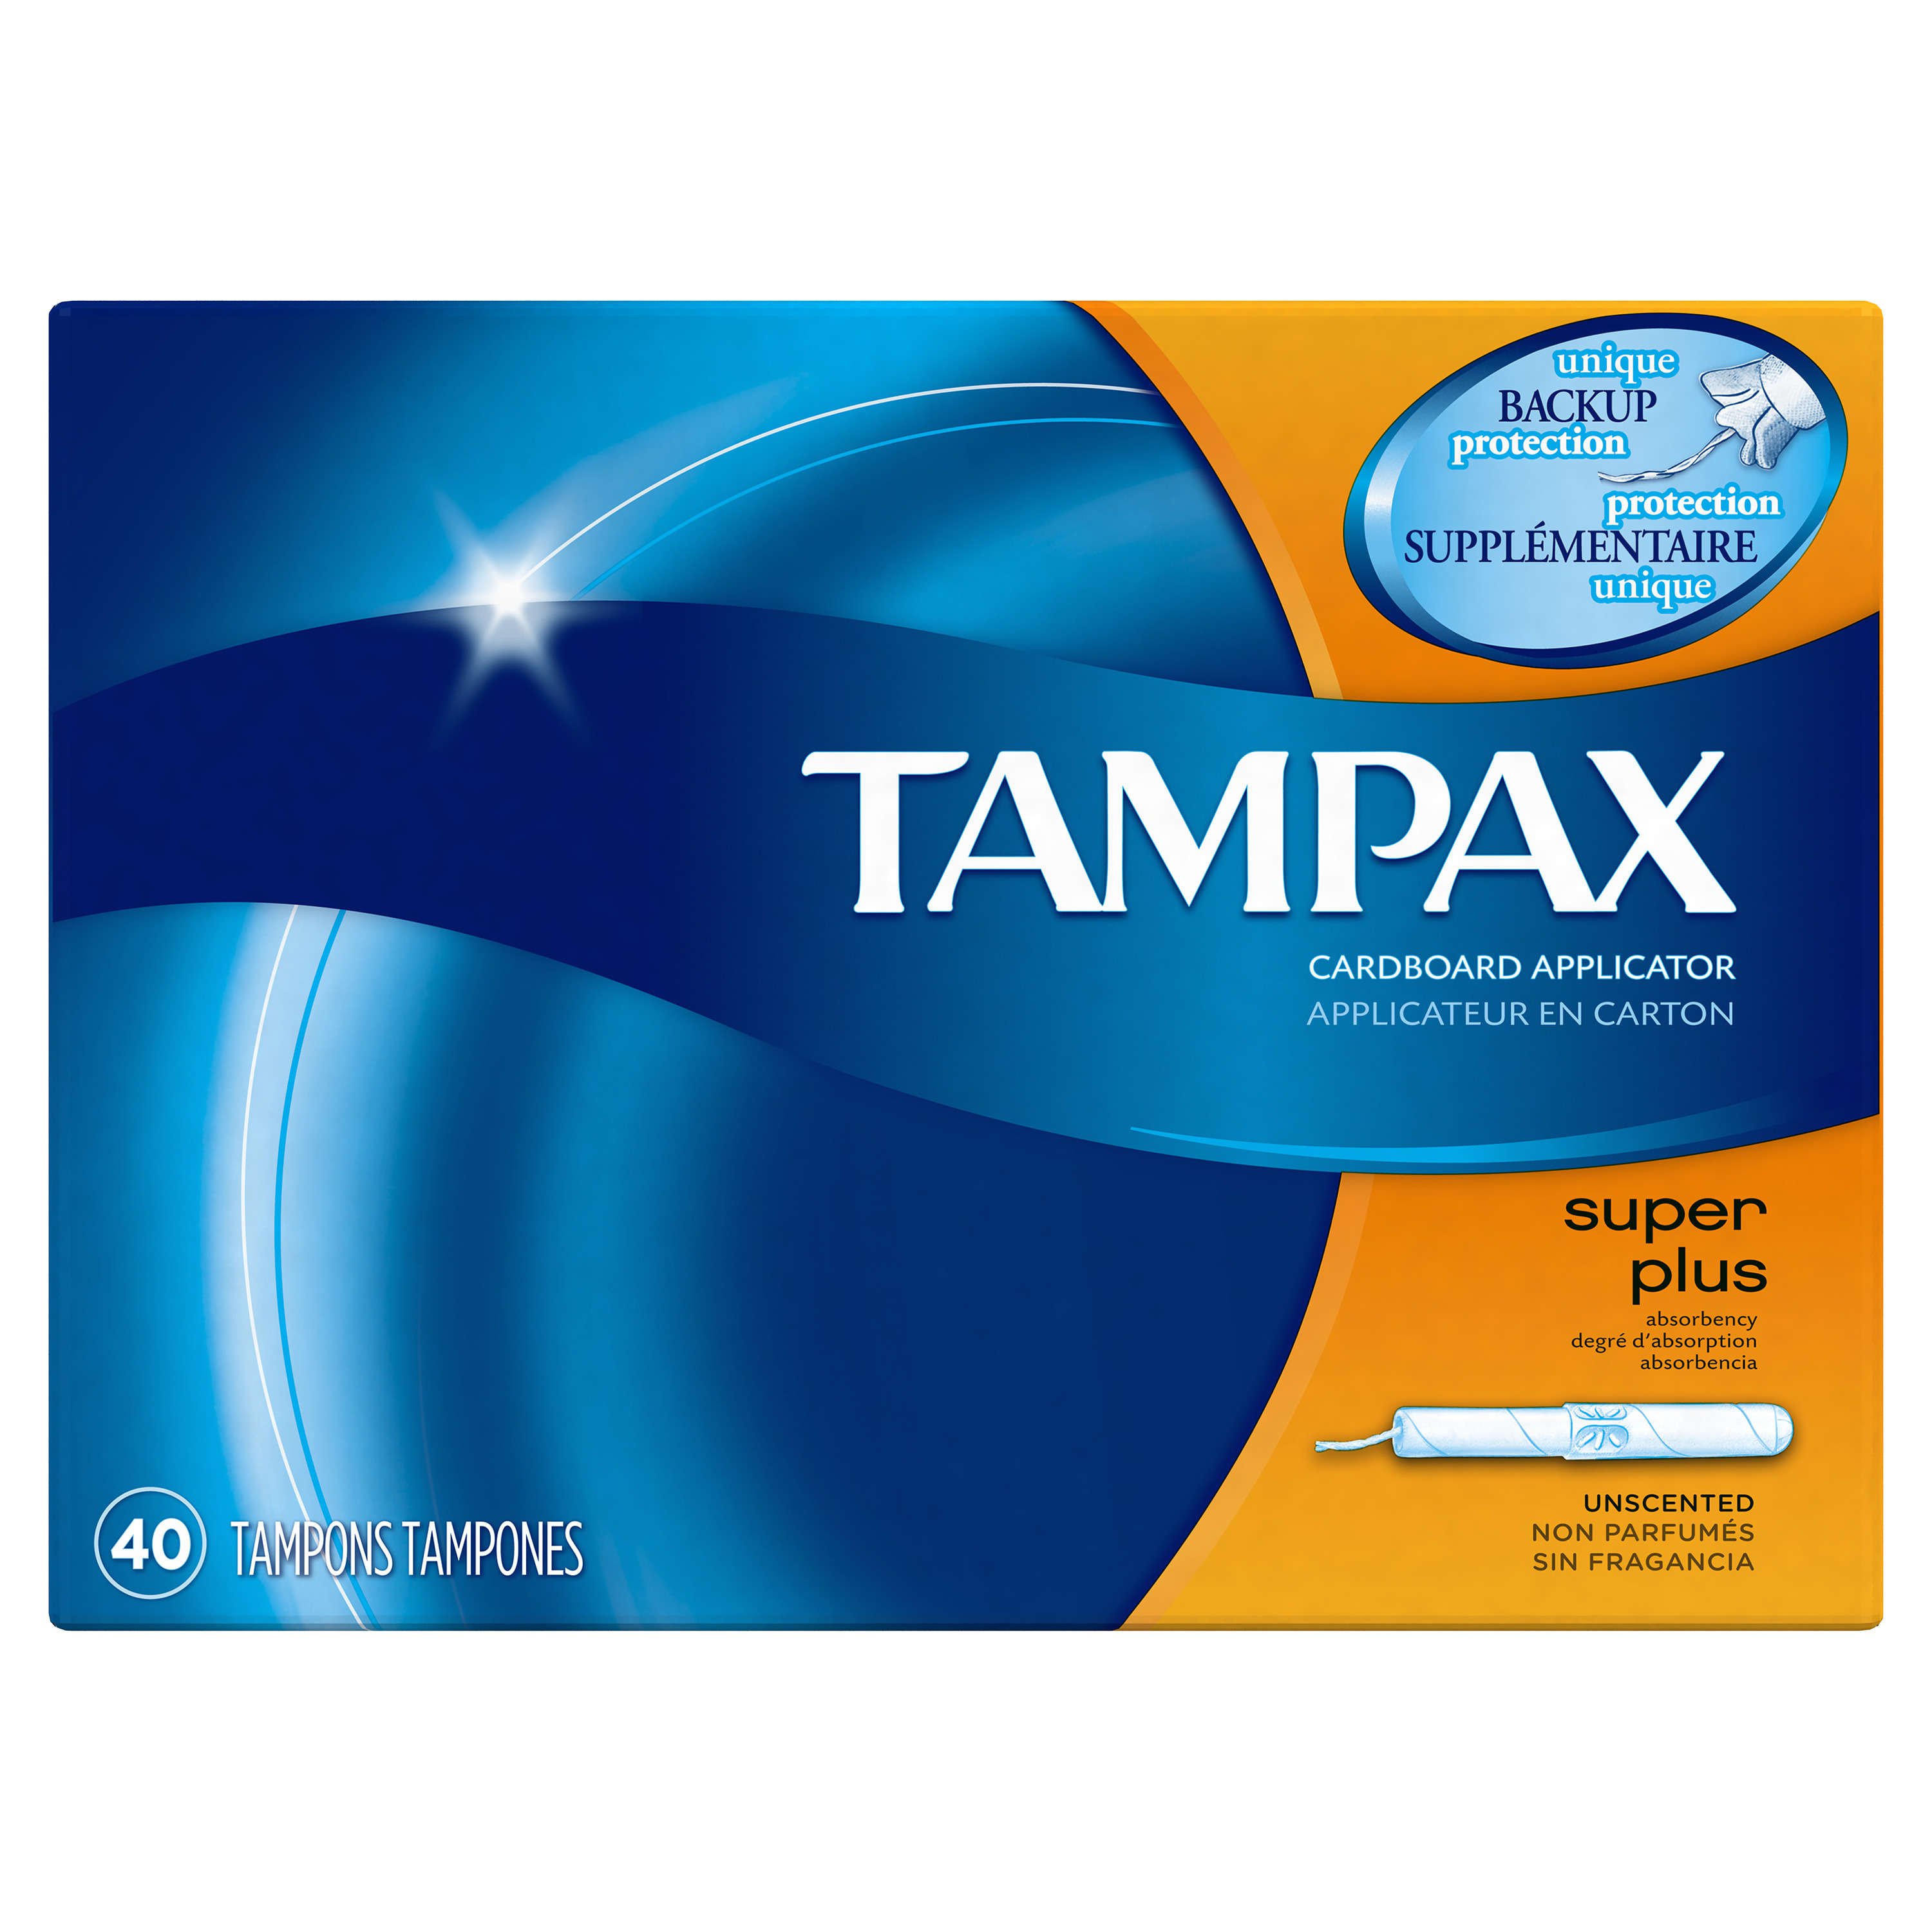 unique
BACKUP
protection
protection
SUPPLÉMENTAIRE
unique
TAMPAX
CARDBOARD APPLICATOR
APPLICATEUR EN CARTON
super
plus
absorbency
degré d'absorption
absorbencia
UNSCENTED
NON PARFUMÉS
SIN FRAGANCIA
40 TAMPONS TAMPONES